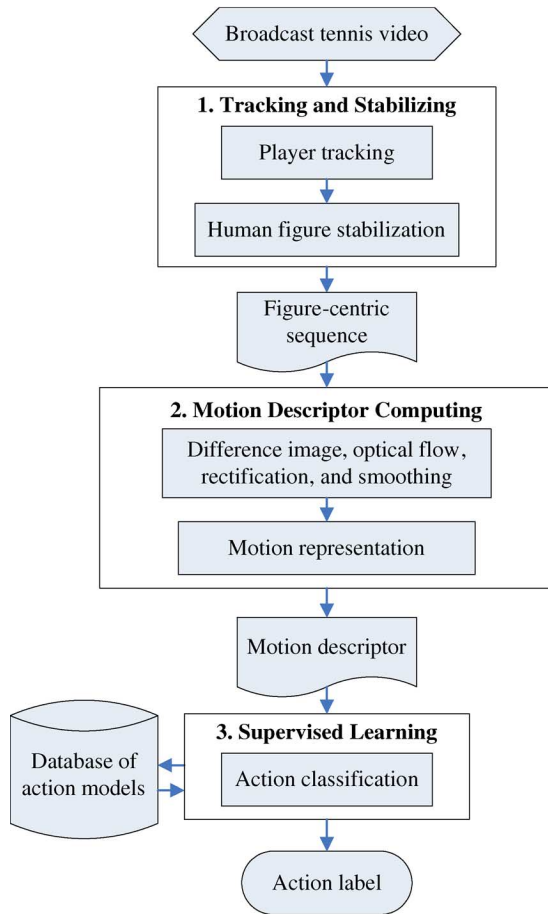 Broadcast tennis video
1. Tracking and Stabilizing
Player tracking
Human figure stabilization
Figure-centric
sequence
2. Motion Descriptor Computing
Difference image, optical flow,
rectification, and smoothing
Motion representation
Motion descriptor
3. Supervised Learning
Database of
action models
Action classification
Action label